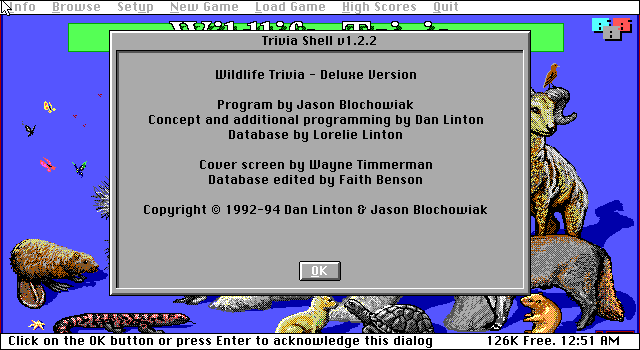 Info Browse Setup New Game Load Game High Scores Quit
Trivia Shell v1.2.2
Wildlife Trivia - Deluxe Version
Program by Jason Blochowiak
Concept and additional programming by Dan Linton
Database by Lorelie Linton
Cover screen by Wayne Timmerman
Database edited by Faith Benson
Copyright © 1992-94 Dan Linton & Jason Blochowiak
OK
Click on the OK button or press Enter to acknowledge this dialog 126K Free. 12:51 AM